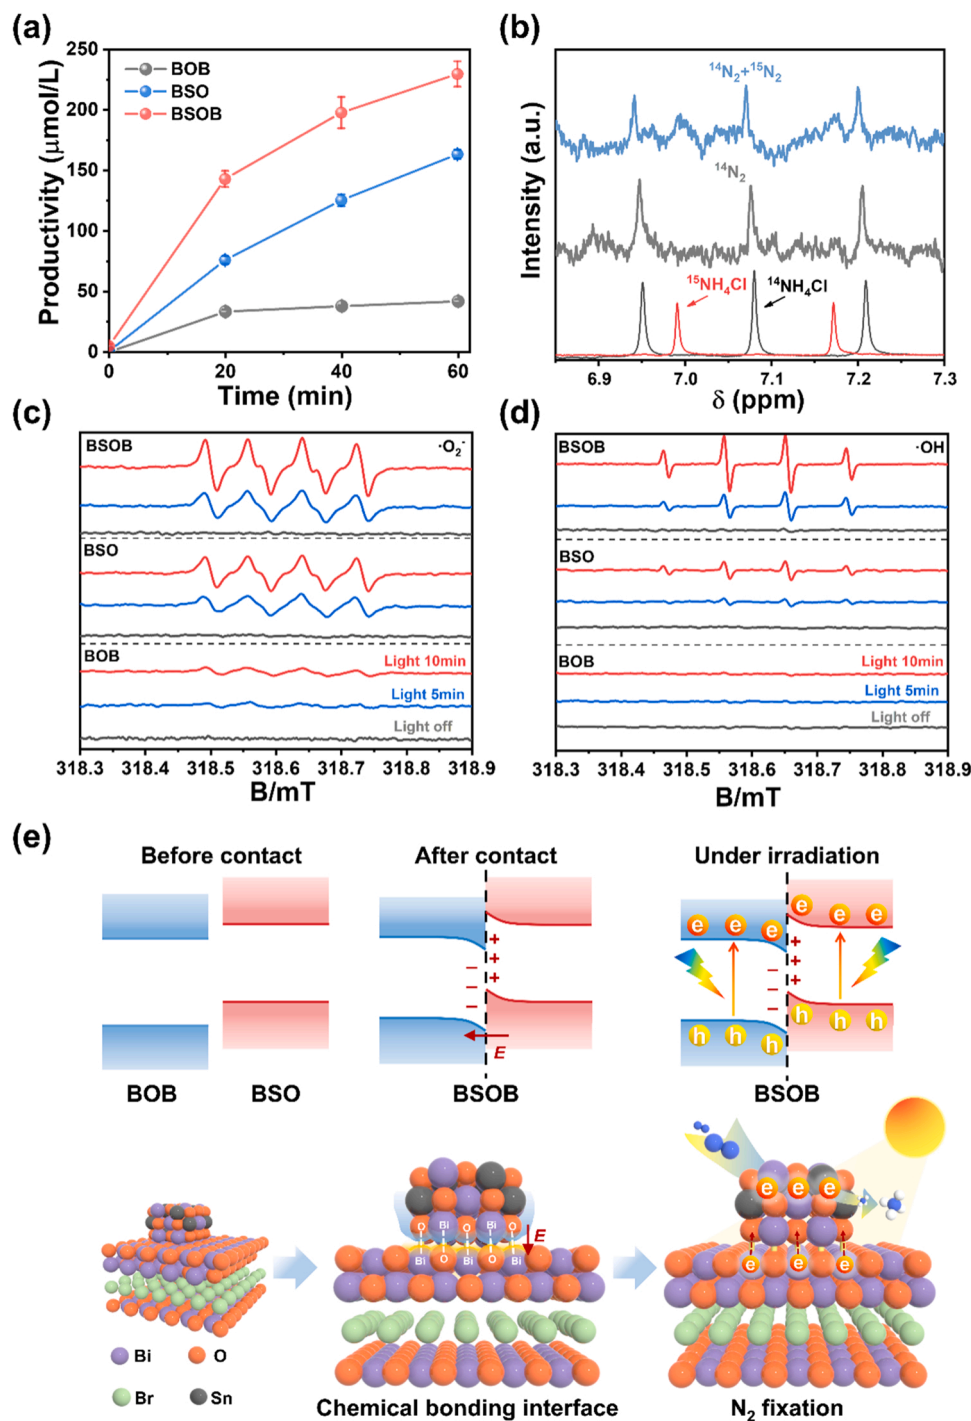 (a)
250
200
150
100
50
0
Productivity (μmol/L)
BOB
BSO
BSOB
0 20 40 60
Time (min)
(b)
Intensity (a.u.)
¹⁴N₂+¹⁵N₂
¹⁴N₂
¹⁵NH₄Cl
¹⁴NH₄Cl
6.9 7.0 7.1 7.2 7.3
δ (ppm)
(c)
BSOB
·O₂⁻
BSO
BOB
Light 10min
Light 5min
Light off
318.3 318.4 318.5 318.6 318.7 318.8 318.9
B/mT
(d)
BSOB
·OH
BSO
BOB
Light 10min
Light 5min
Light off
318.3 318.4 318.5 318.6 318.7 318.8 318.9
B/mT
(e)
Before contact
After contact
Under irradiation
e e e e e e
+
+
+
+
−
−
−
+
+
+
+
−
−
−
h h h h h h
E
BOB
BSO
BSOB
BSOB
O Bi O Bi O
Bi O Bi O Bi
E
e e e
e e e
Bi
O
Br
Sn
Chemical bonding interface
N₂ fixation